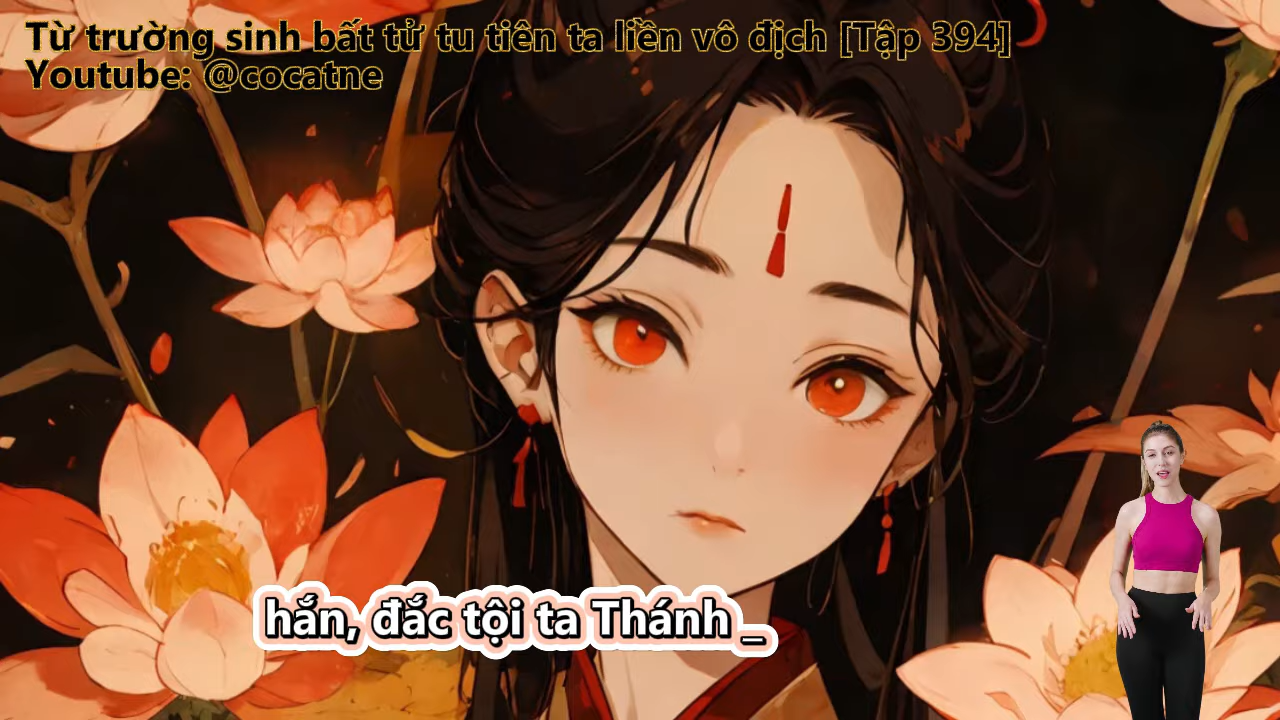 Từ trường sinh bất tử tu tiên ta liền vô địch [Tập 394]
Youtube: @cocatne
hắn, đắc tội ta Thánh _